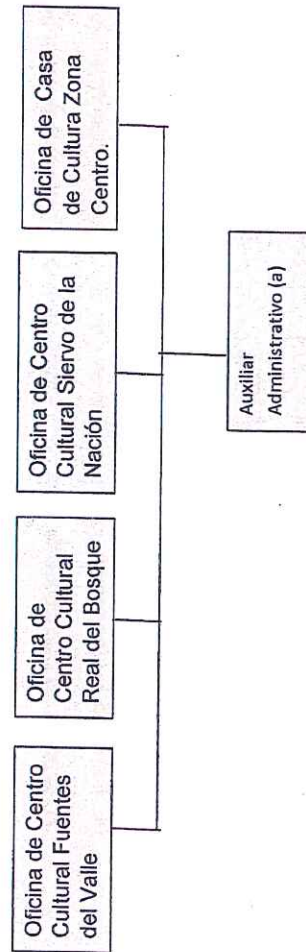 Oficina de Centro
Cultural Fuentes
del Valle
Oficina de
Centro Cultural
Real del Bosque
Oficina de Centro
Cultural Siervo de la
Nación
Oficina de Casa
de Cultura Zona
Centro.
Auxiliar
Administrativo (a)